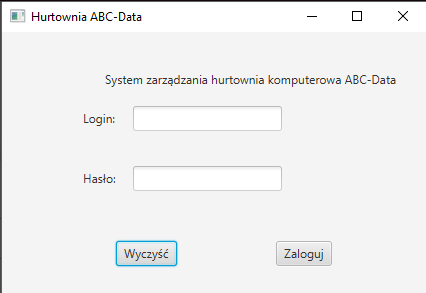 Hurtownia ABC-Data
System zarządzania hurtownia komputerowa ABC-Data
Login:
Hasło:
Wyczyść
Zaloguj